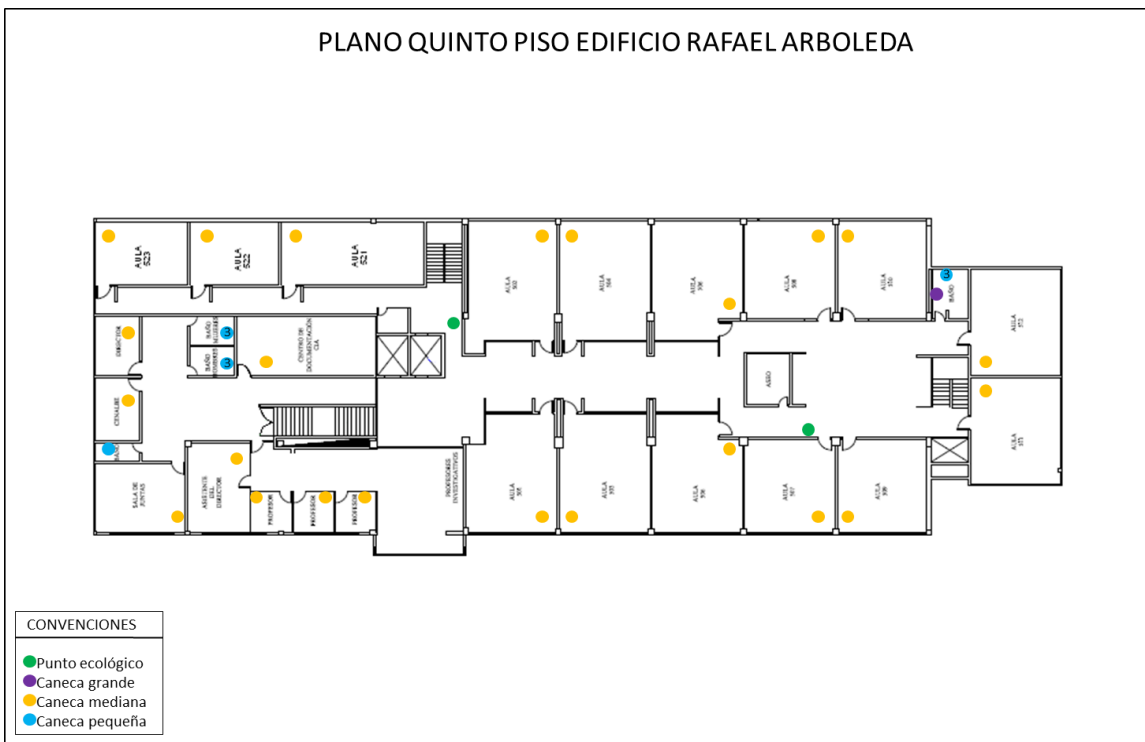 PLANO QUINTO PISO EDIFICIO RAFAEL ARBOLEDA
AULA
523
AULA
522
AULA
521
AULA
AULA
AULA
AULA
AULA
3
BAÑO
AULA
DIRECTOR
BAÑO
MUJERES
3
BAÑO
HOMBRES
3
CENTRO DE
DOCUMENTACIÓN
CIA
ASEO
CENALBE
BAÑO
SALA DE
JUNTAS
ASISTENTE
DEL
DIRECTOR
PROFESOR
PROFESOR
PROFESOR
PROFESORES
INVESTIGATIVOS
AULA
AULA
AULA
AULA
AULA
AULA
CONVENCIONES
Punto ecológico
Caneca grande
Caneca mediana
Caneca pequeña